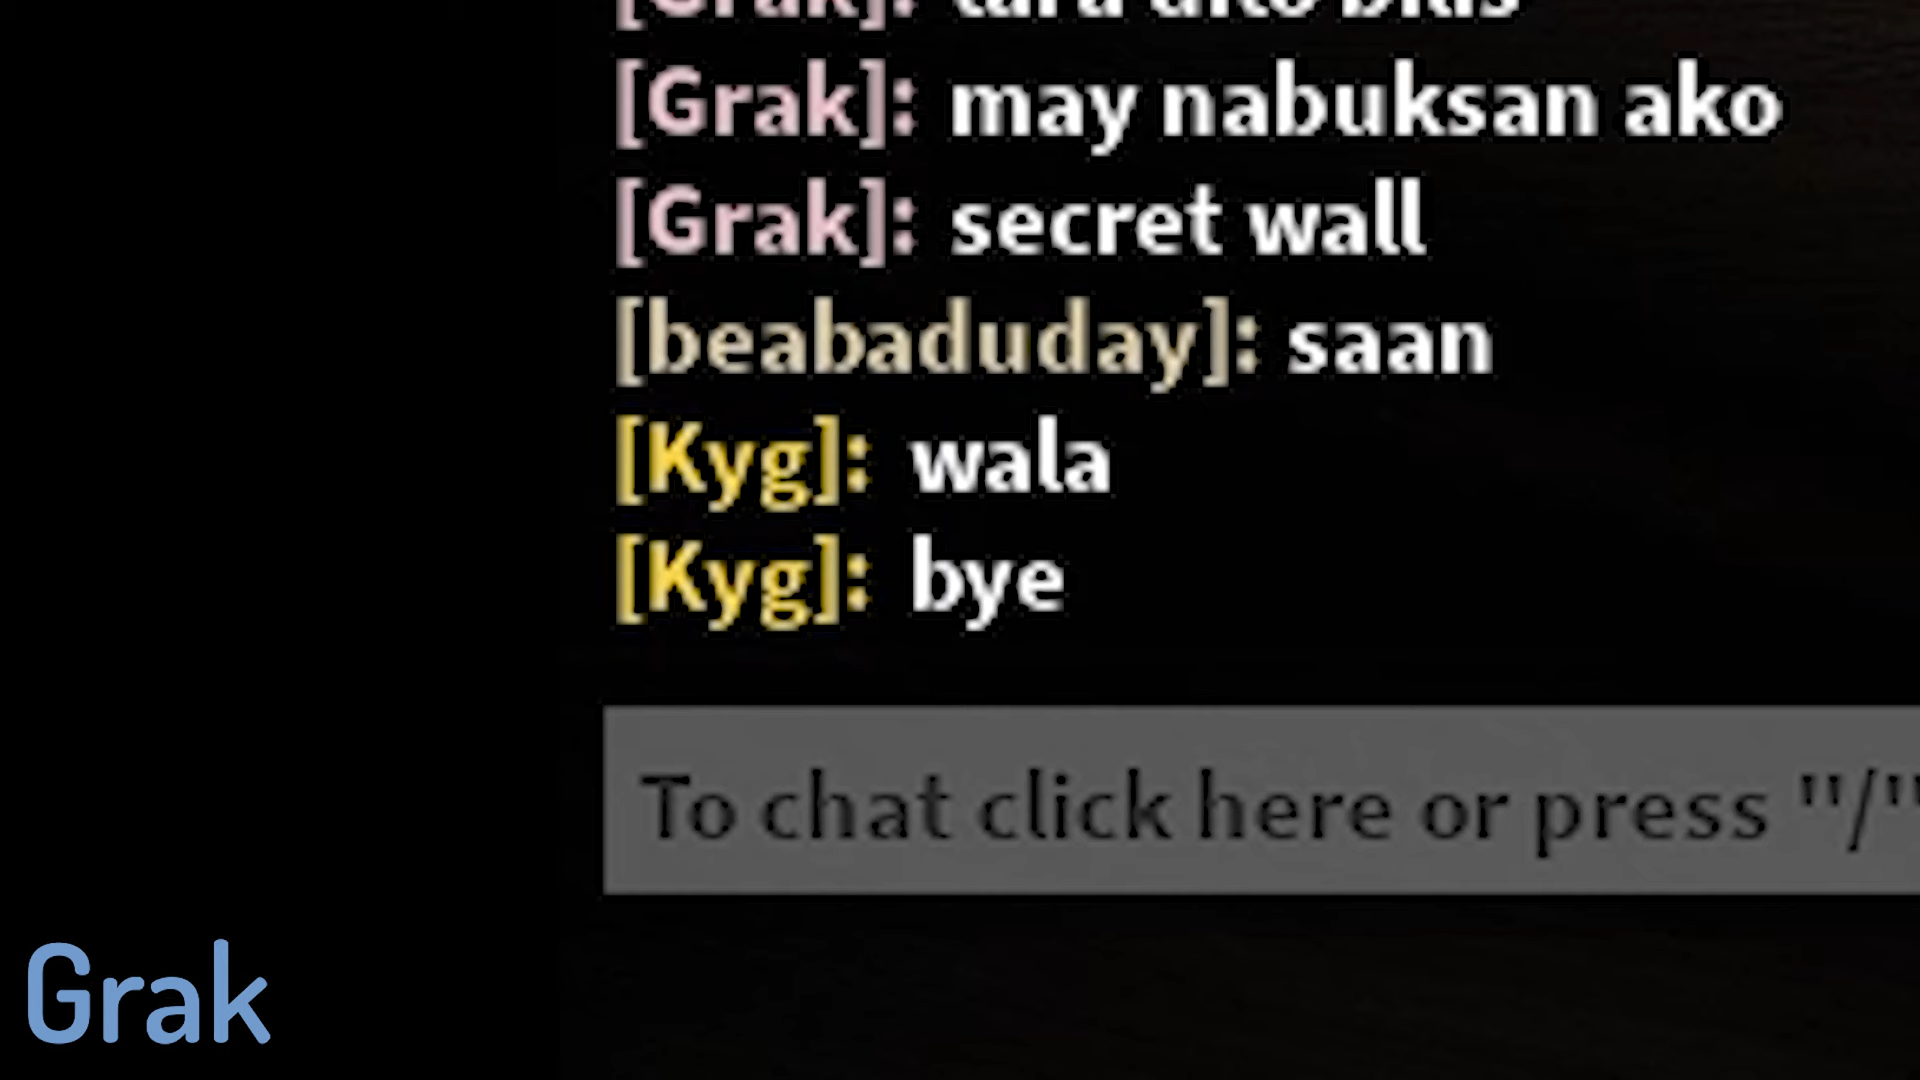 [Grak]:
[Grak]: may nabuksan ako
[Grak]: secret wall
[beabaduday]: saan
[Kyg]: wala
[Kyg]: bye
To chat click here or press "/"
Grak